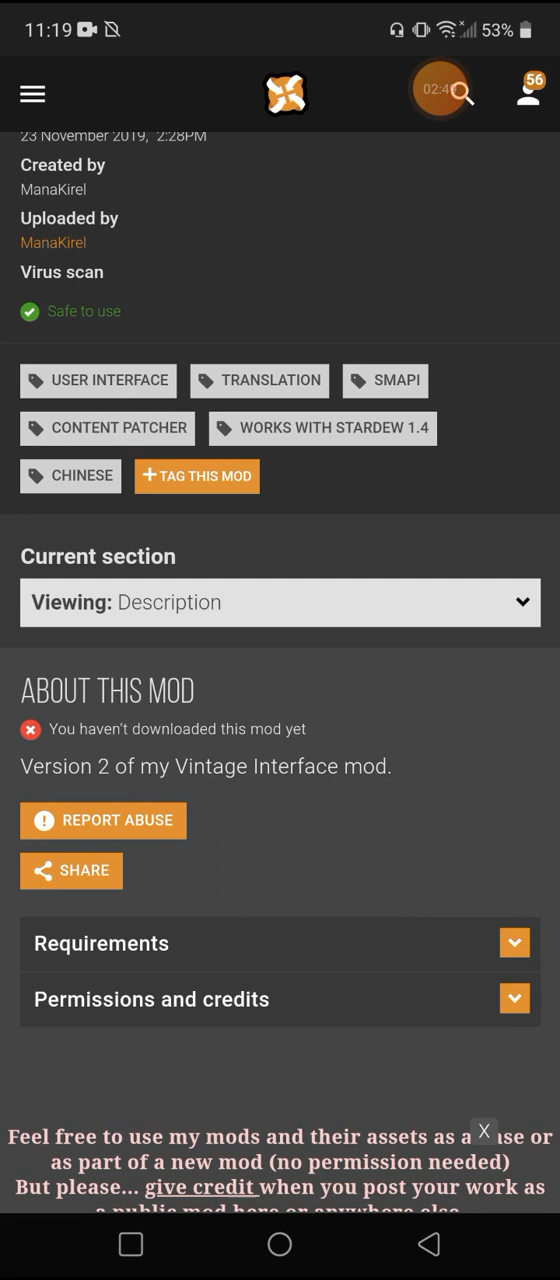 11:19
53%
02:4
56
23 November 2019, 2:28PM
Created by
ManaKirel
Uploaded by
ManaKirel
Virus scan
Safe to use
USER INTERFACE
TRANSLATION
SMAPI
CONTENT PATCHER
WORKS WITH STARDEW 1.4
CHINESE
+TAG THIS MOD
Current section
Viewing: Description
ABOUT THIS MOD
You haven't downloaded this mod yet
Version 2 of my Vintage Interface mod.
REPORT ABUSE
SHARE
Requirements
Permissions and credits
X
Feel free to use my mods and their assets as a or
as part of a new mod (no permission needed)
But please... give credit when you post your work as
a public mod here or anywhere else